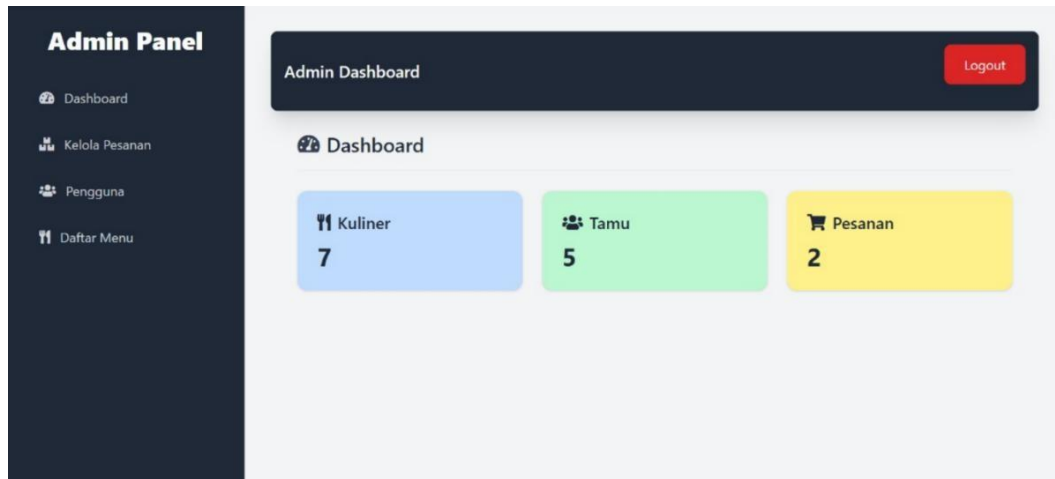 Admin Panel
Dashboard
Kelola Pesanan
Pengguna
Daftar Menu
Admin Dashboard
Logout
Dashboard
Kuliner
7
Tamu
5
Pesanan
2